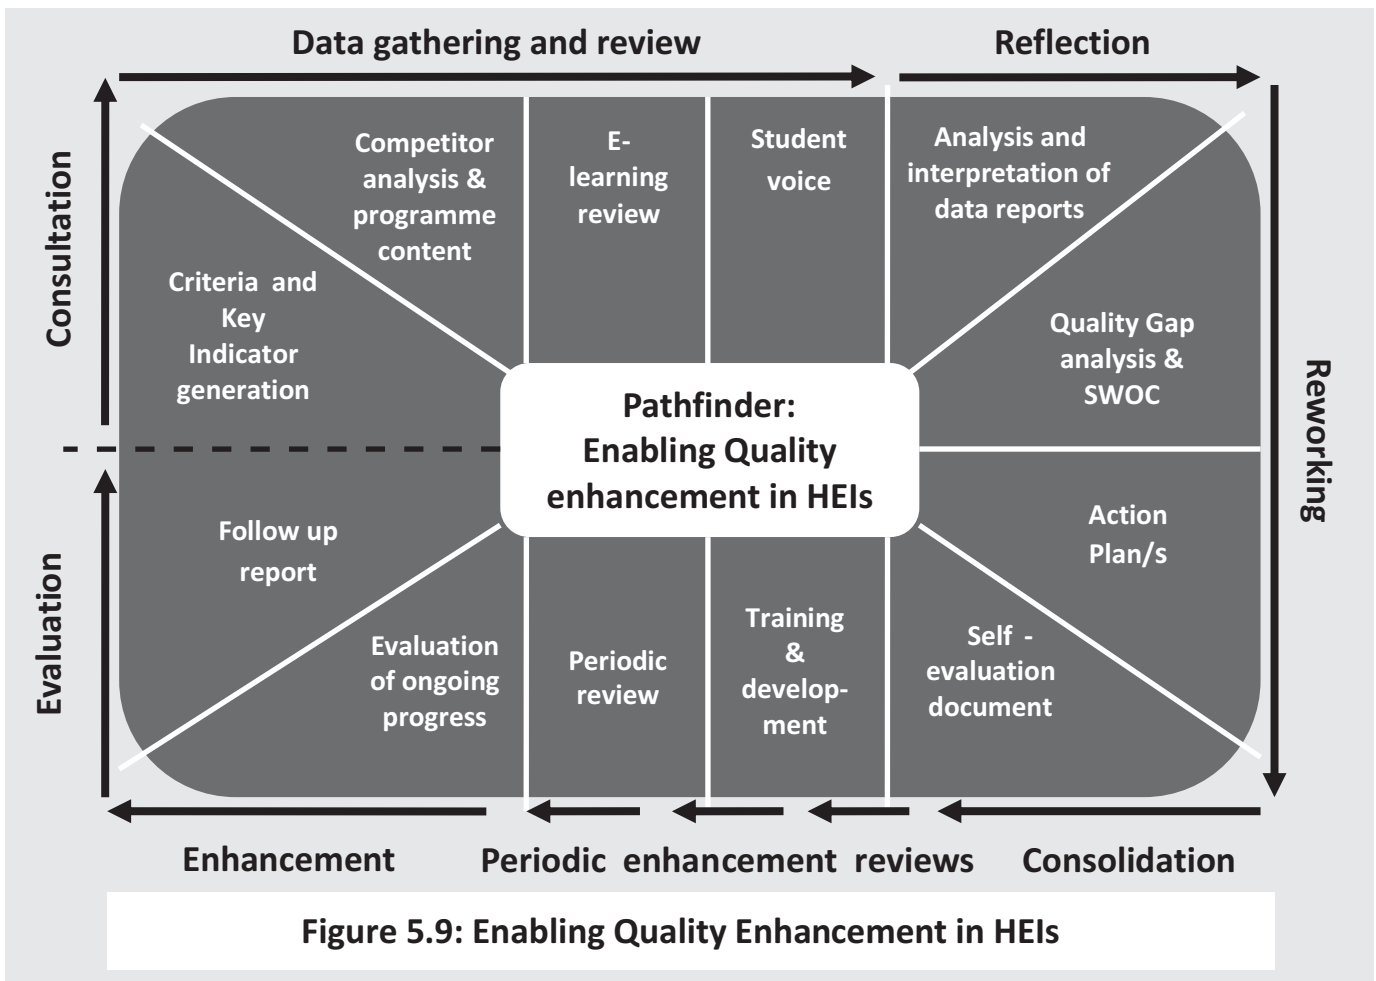 Data gathering and review
Reflection
Consultation
Competitor
analysis &
programme
content
E-
learning
review
Student
voice
Analysis and
interpretation of
data reports
Criteria and
Key
Indicator
generation
Quality Gap
analysis &
SWOC
Reworking
Pathfinder:
Enabling Quality
enhancement in HEIs
Action
Plan/s
Follow up
report
Evaluation
Evaluation
of ongoing
progress
Periodic
review
Training
&
develop-
ment
Self -
evaluation
document
Enhancement
Periodic enhancement reviews
Consolidation
Figure 5.9: Enabling Quality Enhancement in HEIs